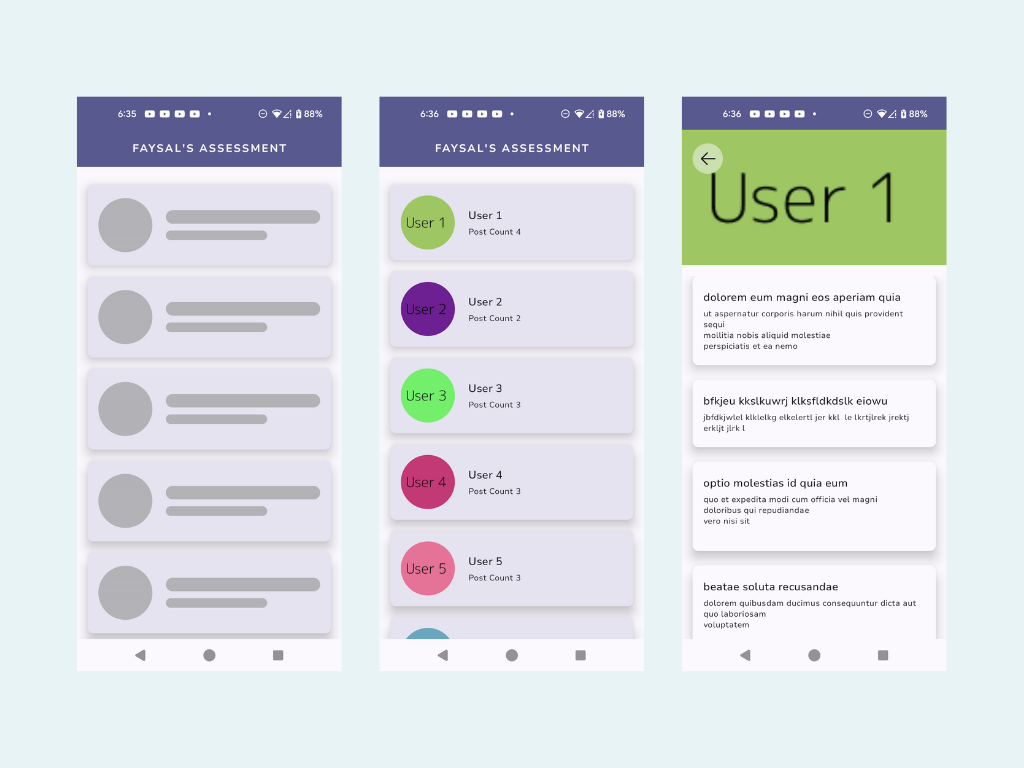 6:35
88%
FAYSAL'S ASSESSMENT
6:36
88%
FAYSAL'S ASSESSMENT
User 1
User 1
Post Count 4
User 2
User 2
Post Count 2
User 3
User 3
Post Count 3
User 4
User 4
Post Count 3
User 5
User 5
Post Count 3
6:36
88%
User 1
dolorem eum magni eos aperiam quia
ut aspernatur corporis harum nihil quis provident
sequi
mollitia nobis aliquid molestiae
perspiciatis et ea nemo
bfkjeu kkslkuwrj klksfldkdslk eiowu
jbfdkjwlel klklelkg elkelertl jer kkl le lkrtjlrek jrektj
erkljt jlrk l
optio molestias id quia eum
quo et expedita modi cum officia vel magni
doloribus qui repudiandae
vero nisi sit
beatae soluta recusandae
dolorem quibusdam ducimus consequuntur dicta aut
quo laboriosam
voluptatem